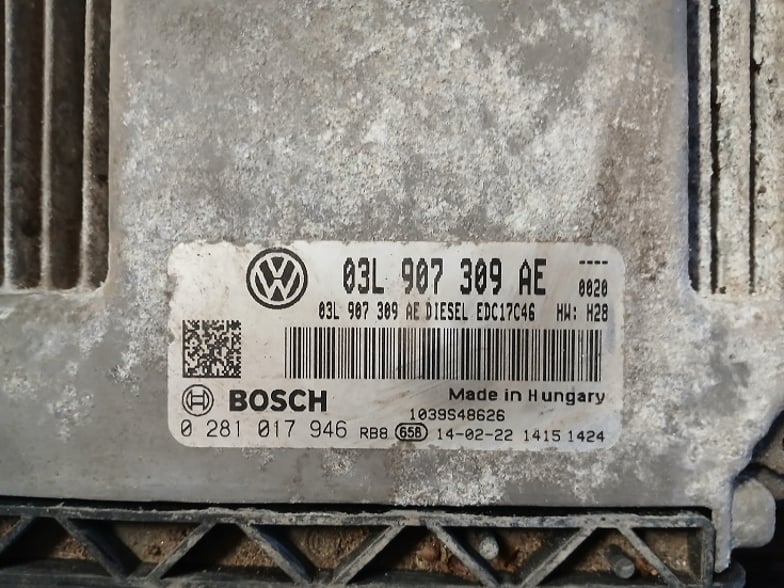 03L 907 309 AE ----
0020
03L 907 309 AE DIESEL EDC17C46 HW: H28
BOSCH Made in Hungary
1039S48626
0 281 017 946 RB8 658 14-02-22 1415 1424